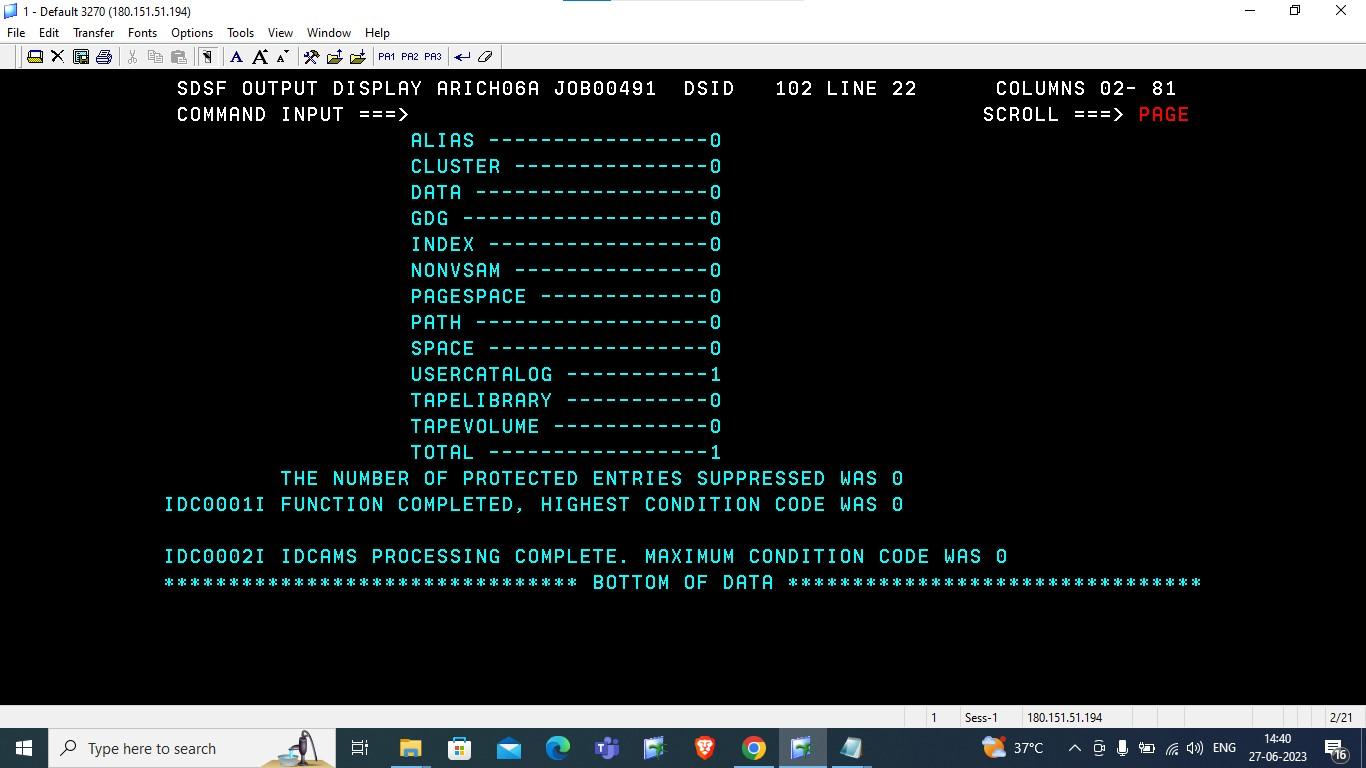 1 - Default 3270 (180.151.51.194)
File Edit Transfer Fonts Options Tools View Window Help
A A A PA1 PA2 PA3
SDSF OUTPUT DISPLAY ARICH06A JOB00491 DSID 102 LINE 22 COLUMNS 02- 81
COMMAND INPUT ===> SCROLL ===> PAGE
ALIAS -----------------0
CLUSTER ---------------0
DATA ------------------0
GDG -------------------0
INDEX -----------------0
NONVSAM ---------------0
PAGESPACE -------------0
PATH ------------------0
SPACE -----------------0
USERCATALOG -----------1
TAPELIBRARY -----------0
TAPEVOLUME ------------0
TOTAL -----------------1
THE NUMBER OF PROTECTED ENTRIES SUPPRESSED WAS 0
IDC0001I FUNCTION COMPLETED, HIGHEST CONDITION CODE WAS 0
IDC0002I IDCAMS PROCESSING COMPLETE. MAXIMUM CONDITION CODE WAS 0
******************************** BOTTOM OF DATA ********************************
1 Sess-1 180.151.51.194 2/21
Type here to search 37°C ENG 14:40
27-06-2023 16